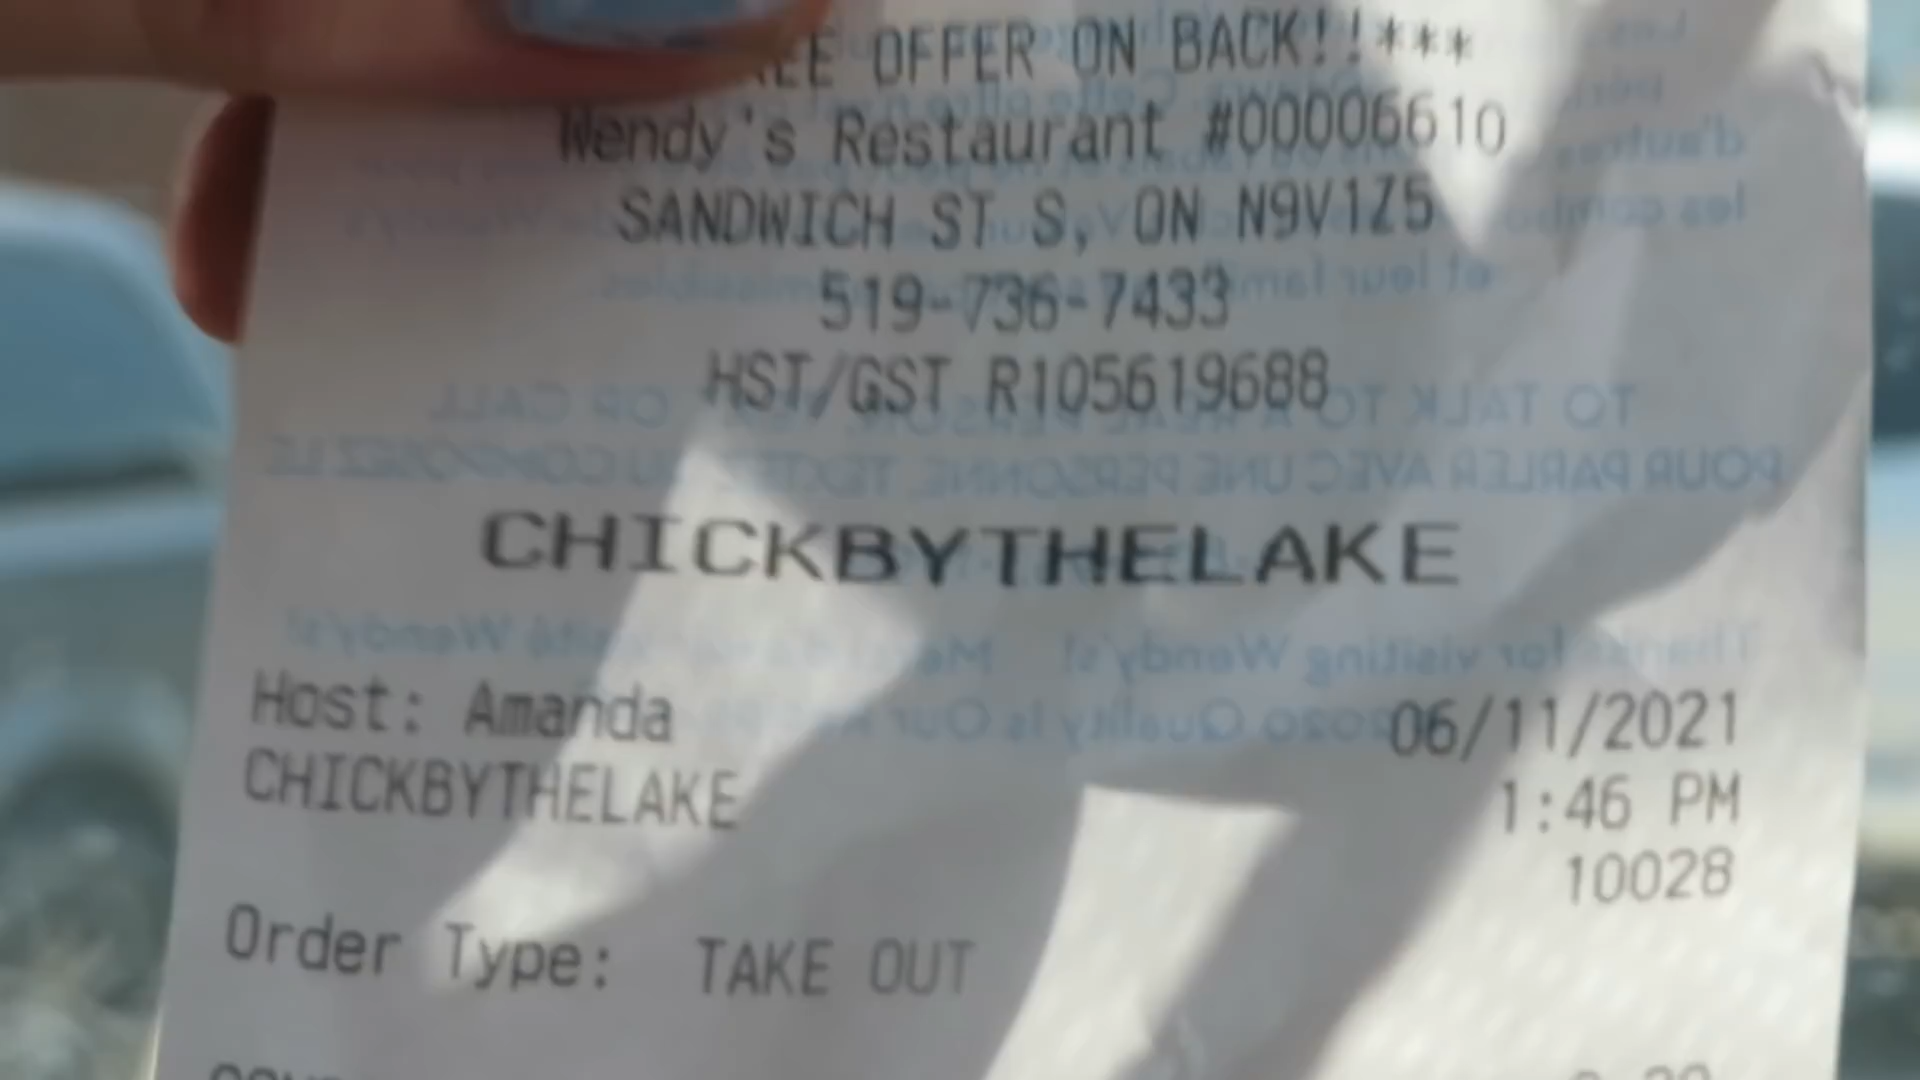 OFFER ON BACK!!***
Wendy's Restaurant #00006610
SANDWICH ST S, ON N9V1Z5
519-736-7433
HST/GST R105619688
CHICKBYTHELAKE
Host: Amanda
06/11/2021
CHICKBYTHELAKE
1:46 PM
10028
Order Type: TAKE OUT